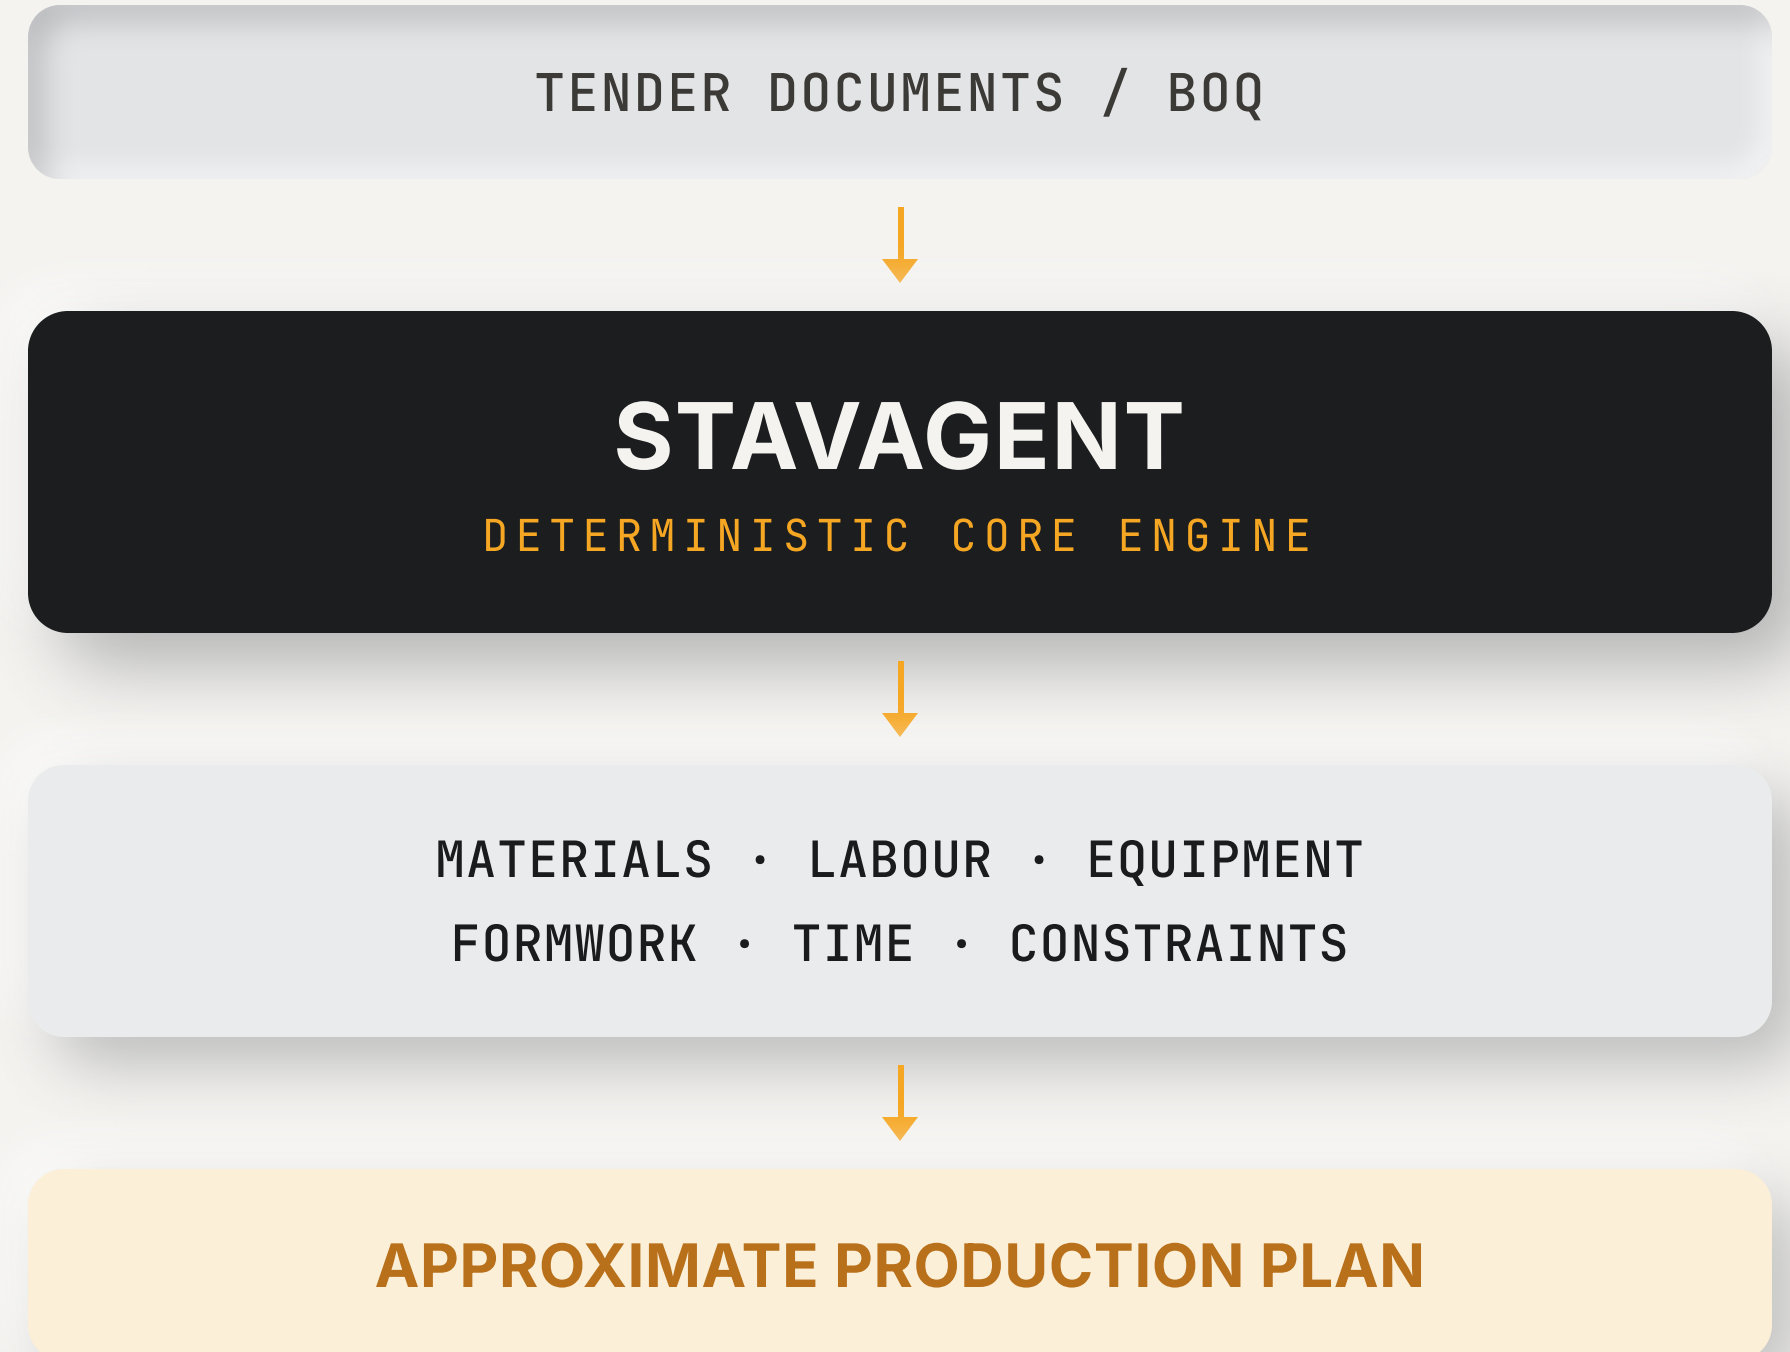 TENDER DOCUMENTS / BOQ
STAVAGENT
DETERMINISTIC CORE ENGINE
MATERIALS · LABOUR · EQUIPMENT
FORMWORK · TIME · CONSTRAINTS
APPROXIMATE PRODUCTION PLAN